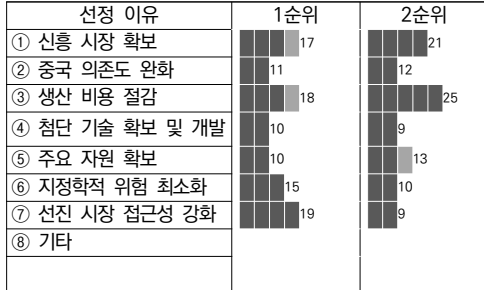 선정 이유 1순위 2순위
① 신흥 시장 확보 17 21
② 중국 의존도 완화 11 12
③ 생산 비용 절감 18 25
④ 첨단 기술 확보 및 개발 10 9
⑤ 주요 자원 확보 10 13
⑥ 지정학적 위험 최소화 15 10
⑦ 선진 시장 접근성 강화 19 9
⑧ 기타